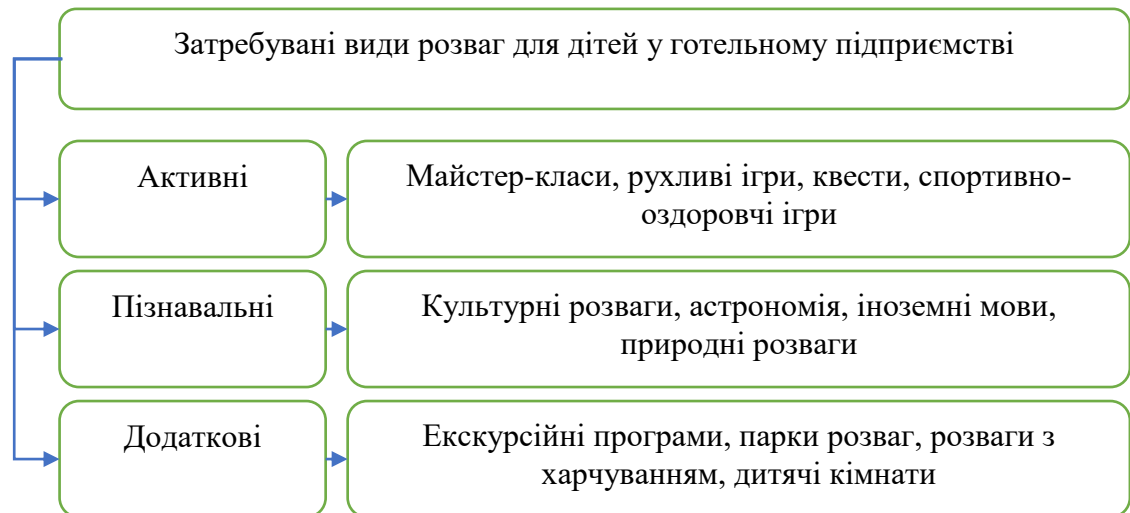 Затребувані види розваг для дітей у готельному підприємстві
Активні
Майстер-класи, рухливі ігри, квести, спортивно-
оздоровчі ігри
Пізнавальні
Культурні розваги, астрономія, іноземні мови,
природні розваги
Додаткові
Екскурсійні програми, парки розваг, розваги з
харчуванням, дитячі кімнати